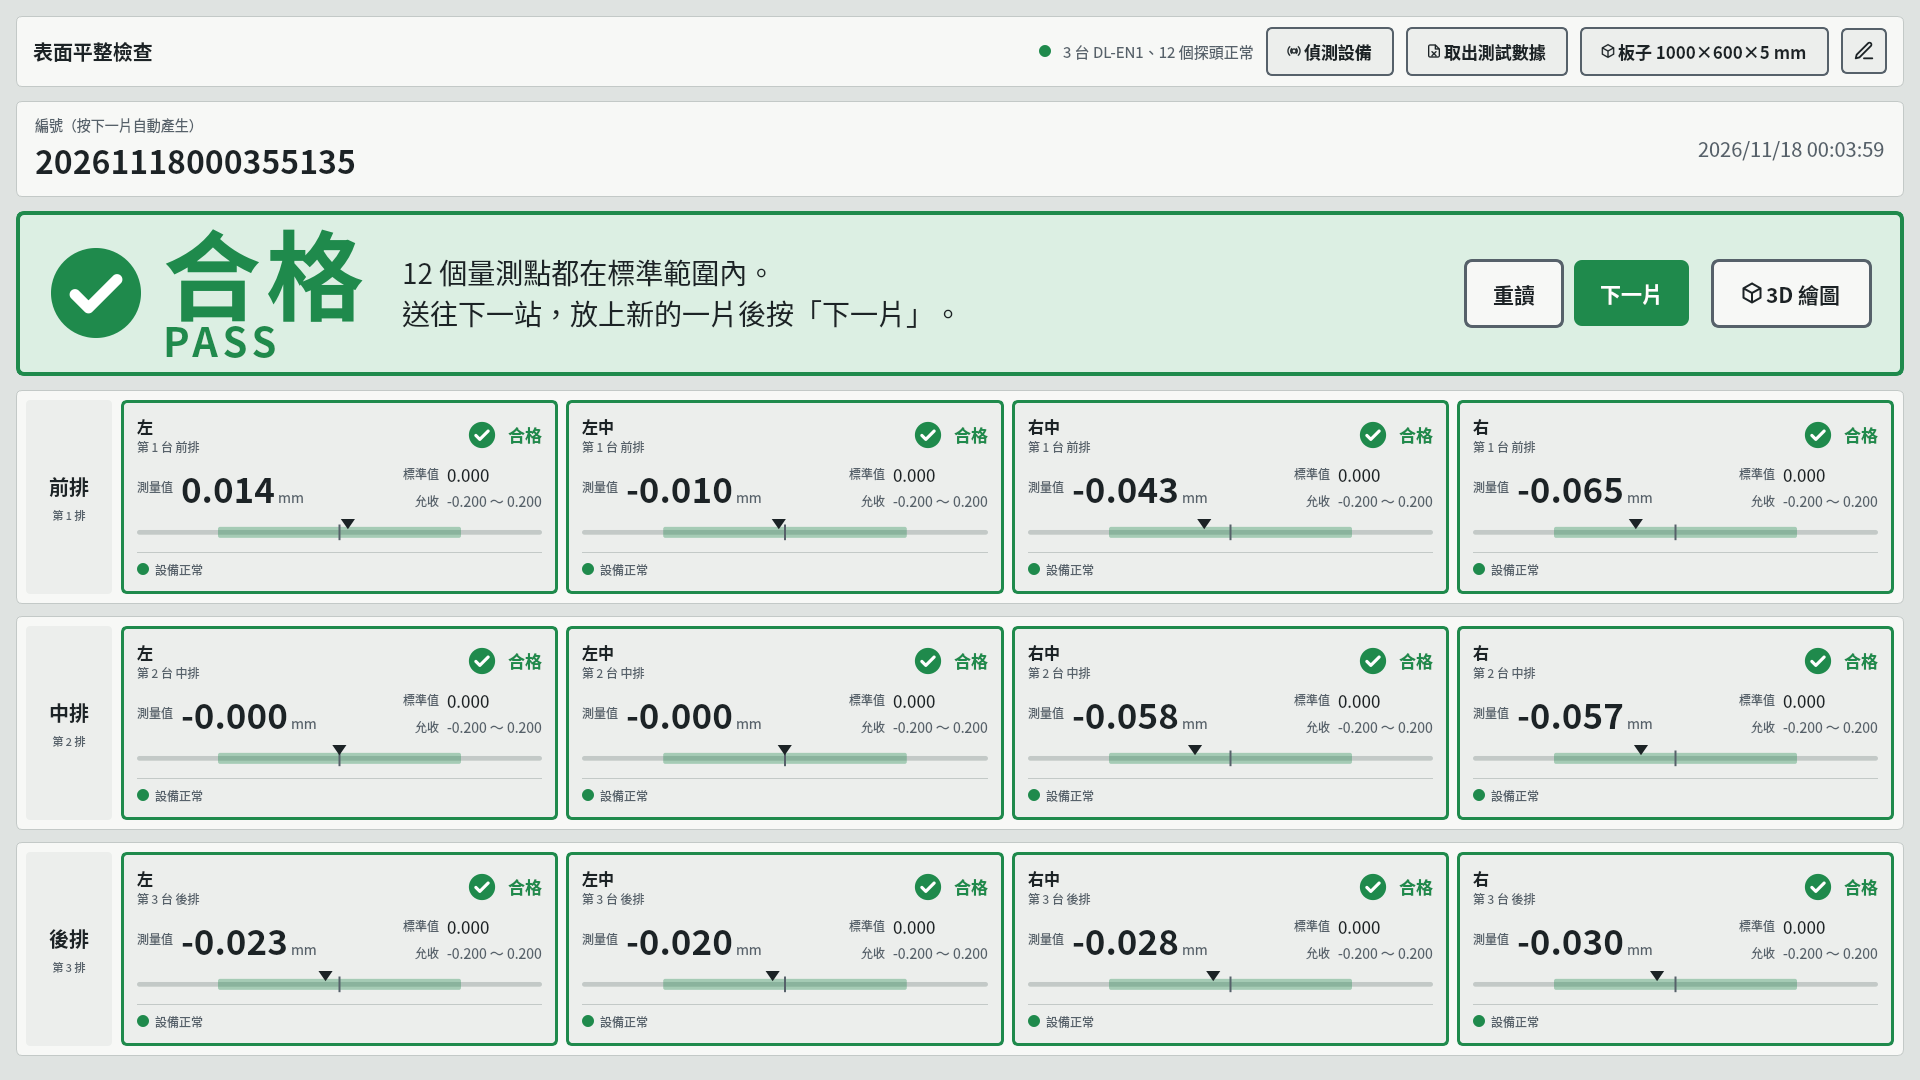 表面平整檢查
3 台 DL-EN1、12 個探頭正常
偵測設備
取出測試數據
板子 1000×600×5 mm
編號（按下一片自動產生）
20261118000355135
2026/11/18 00:03:59
合格
PASS
12 個量測點都在標準範圍內。
送往下一站，放上新的一片後按「下一片」。
重讀
下一片
3D 繪圖
前排
第 1 排
左
第 1 台 前排
合格
測量值 0.014 mm
標準值 0.000
允收 -0.200 ～ 0.200
設備正常
左中
第 1 台 前排
合格
測量值 -0.010 mm
標準值 0.000
允收 -0.200 ～ 0.200
設備正常
右中
第 1 台 前排
合格
測量值 -0.043 mm
標準值 0.000
允收 -0.200 ～ 0.200
設備正常
右
第 1 台 前排
合格
測量值 -0.065 mm
標準值 0.000
允收 -0.200 ～ 0.200
設備正常
中排
第 2 排
左
第 2 台 中排
合格
測量值 -0.000 mm
標準值 0.000
允收 -0.200 ～ 0.200
設備正常
左中
第 2 台 中排
合格
測量值 -0.000 mm
標準值 0.000
允收 -0.200 ～ 0.200
設備正常
右中
第 2 台 中排
合格
測量值 -0.058 mm
標準值 0.000
允收 -0.200 ～ 0.200
設備正常
右
第 2 台 中排
合格
測量值 -0.057 mm
標準值 0.000
允收 -0.200 ～ 0.200
設備正常
後排
第 3 排
左
第 3 台 後排
合格
測量值 -0.023 mm
標準值 0.000
允收 -0.200 ～ 0.200
設備正常
左中
第 3 台 後排
合格
測量值 -0.020 mm
標準值 0.000
允收 -0.200 ～ 0.200
設備正常
右中
第 3 台 後排
合格
測量值 -0.028 mm
標準值 0.000
允收 -0.200 ～ 0.200
設備正常
右
第 3 台 後排
合格
測量值 -0.030 mm
標準值 0.000
允收 -0.200 ～ 0.200
設備正常